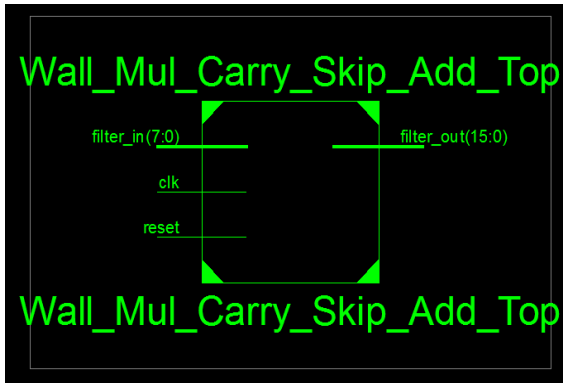 Wall_Mul_Carry_Skip_Add_Top
filter_in(7:0)
filter_out(15:0)
clk
reset
Wall_Mul_Carry_Skip_Add_Top